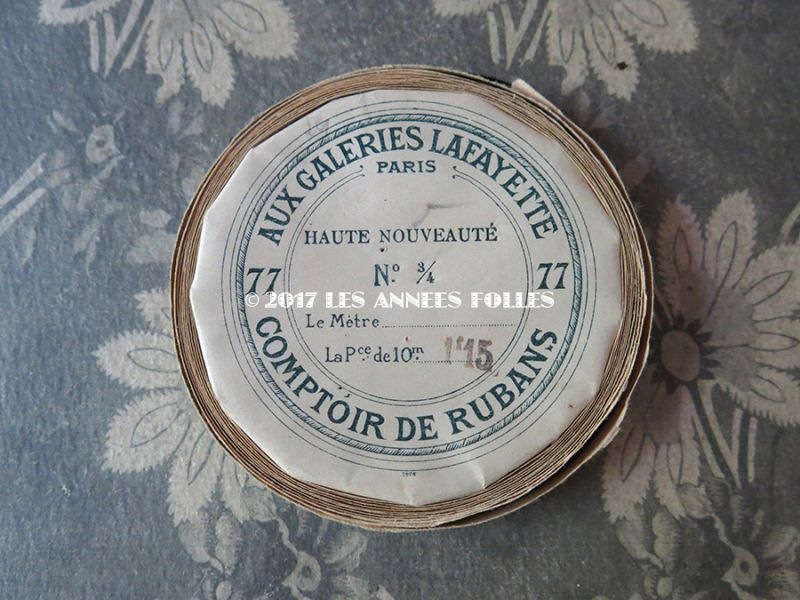 AUX GALERIES LAFAYETTE
PARIS
HAUTE NOUVEAUTÉ
77 No. 3/4 77
© 2017 LES ANNEES FOLLES
Le Mètre
La Pce de 10m 1f15
COMPTOIR DE RUBANS